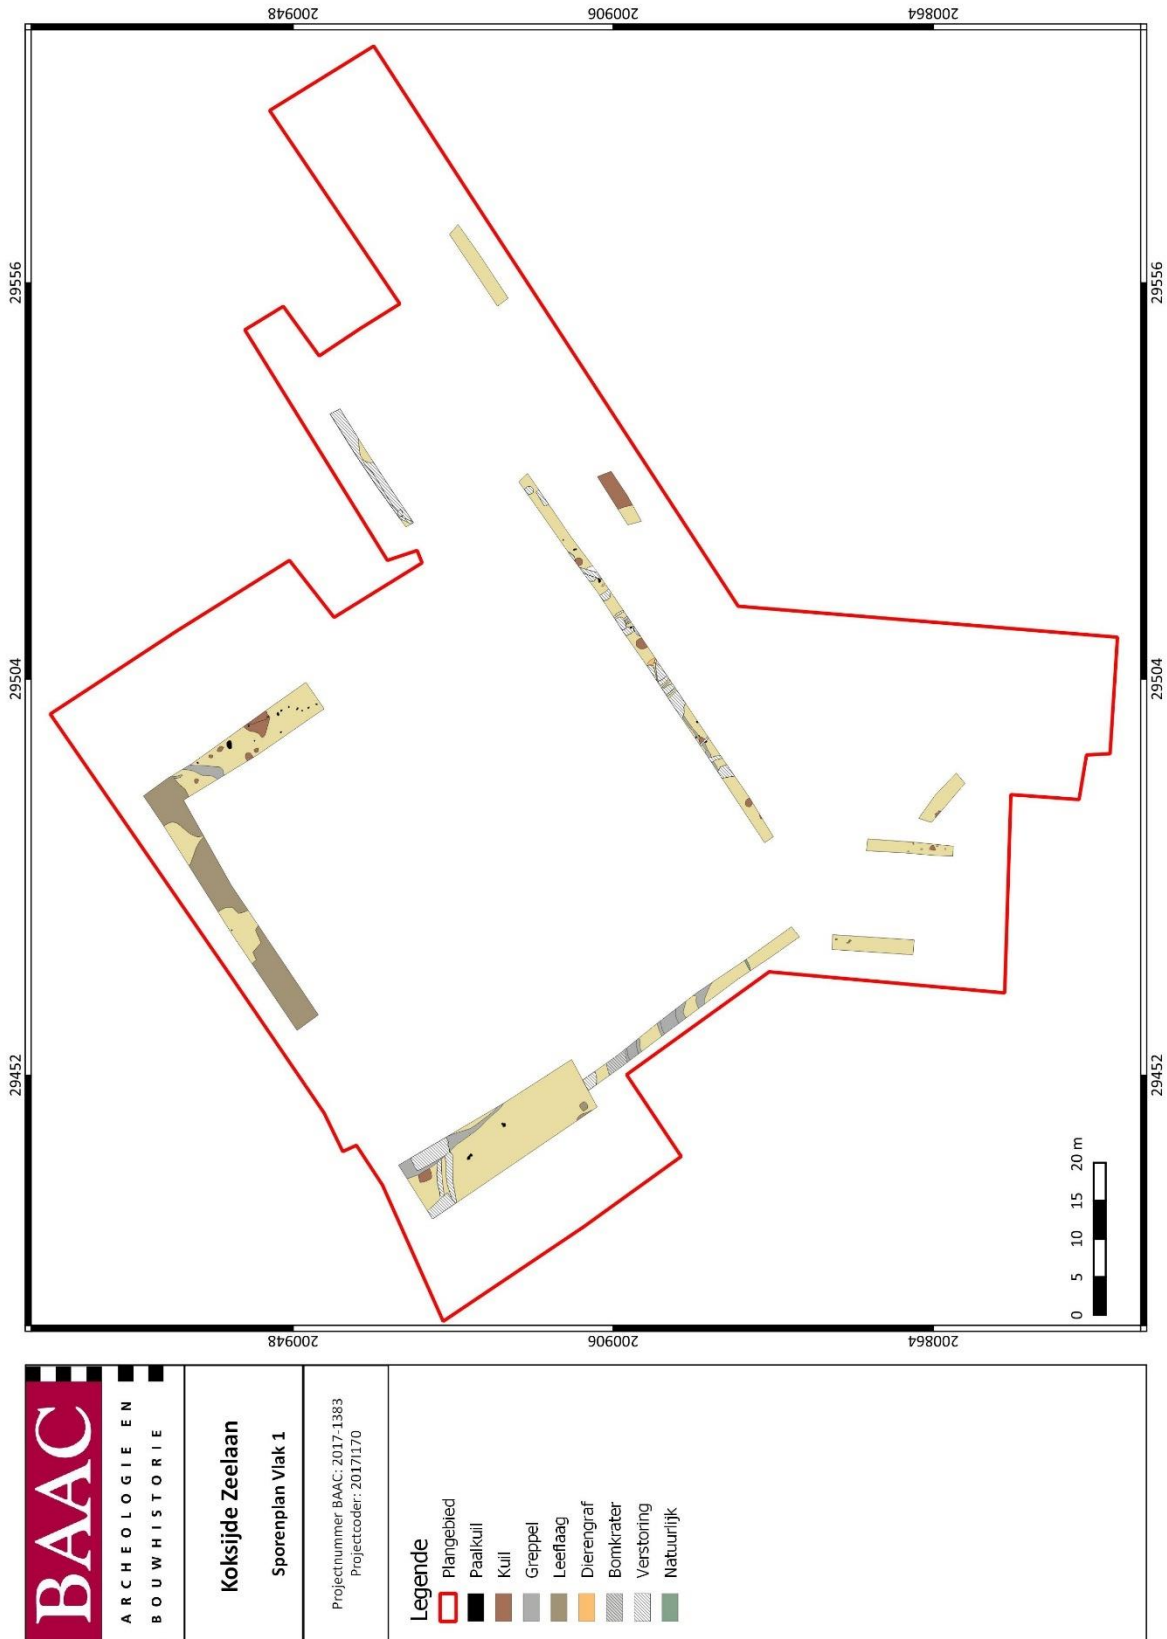 BAAC
ARCHEOLOGIE EN
BOUWHISTORIE
Koksijde Zeelaan
Sporenplan Vlak 1
Projectnummer BAAC: 2017-1383
Projectcoder: 2017I170
Legende
Plangebied
Paalkuil
Kuil
Greppel
Leeflaag
Dierengraf
Bomkrater
Verstoring
Natuurlijk
29452
29504
29556
200948
200906
200864
200948
200906
200864
0 5 10 15 20 m
29452
29504
29556